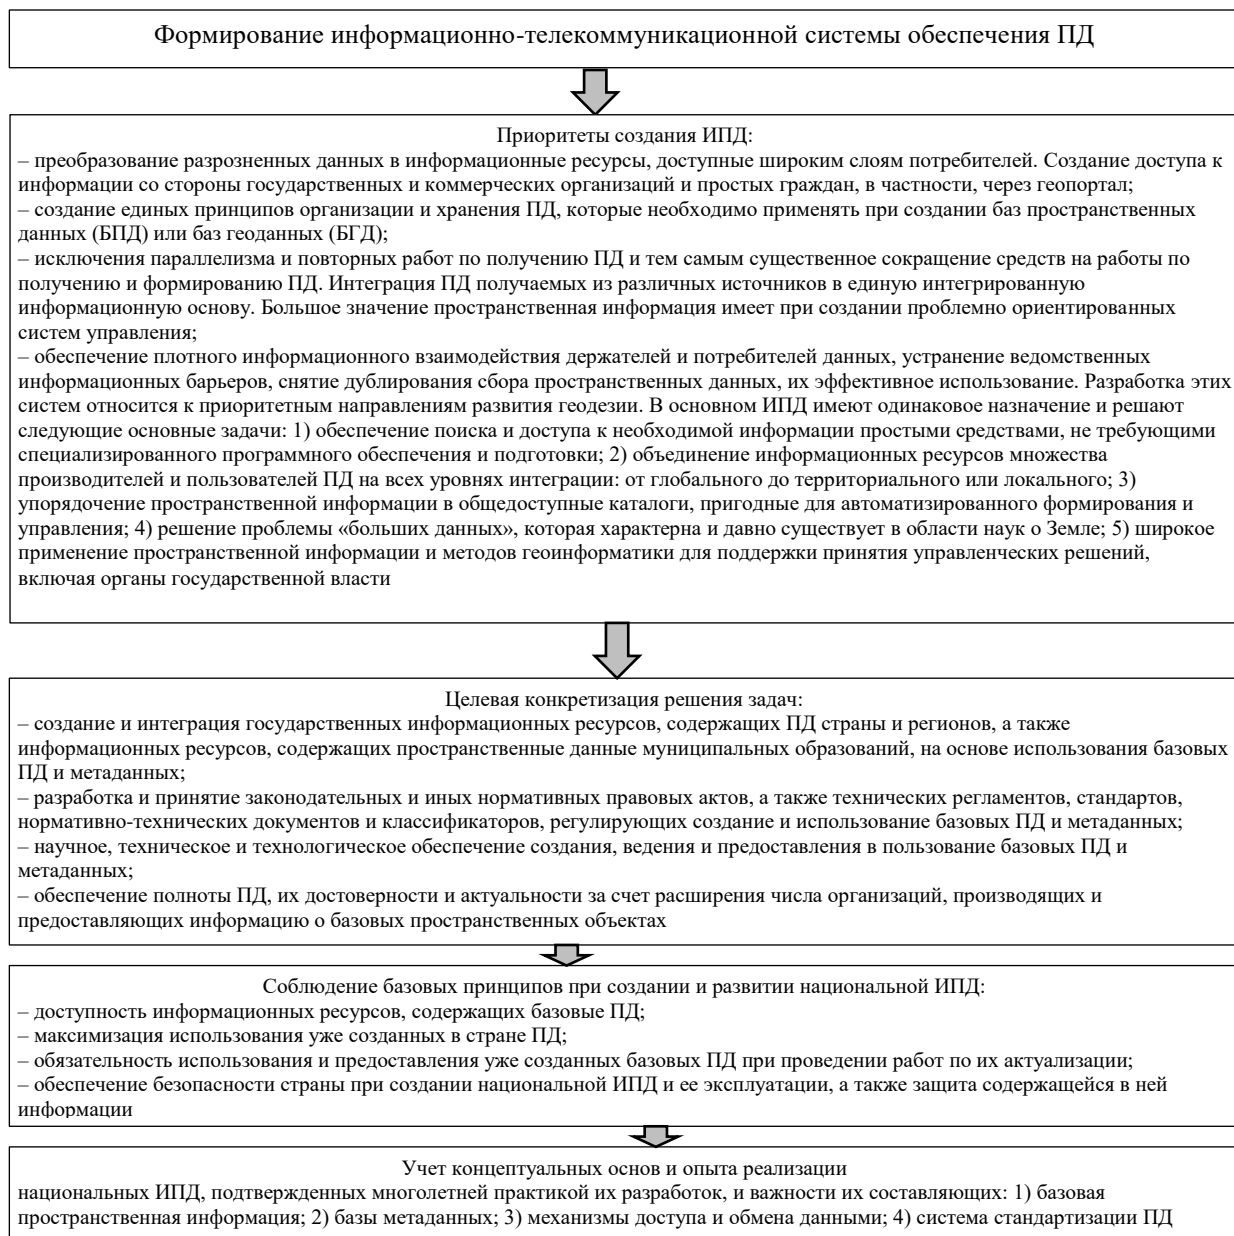 Формирование информационно-телекоммуникационной системы обеспечения ПД
Приоритеты создания ИПД:
– преобразование разрозненных данных в информационные ресурсы, доступные широким слоям потребителей. Создание доступа к
информации со стороны государственных и коммерческих организаций и простых граждан, в частности, через геопортал;
– создание единых принципов организации и хранения ПД, которые необходимо применять при создании баз пространственных
данных (БПД) или баз геоданных (БГД);
– исключения параллелизма и повторных работ по получению ПД и тем самым существенное сокращение средств на работы по
получению и формированию ПД. Интеграция ПД получаемых из различных источников в единую интегрированную
информационную основу. Большое значение пространственная информация имеет при создании проблемно ориентированных
систем управления;
– обеспечение плотного информационного взаимодействия держателей и потребителей данных, устранение ведомственных
информационных барьеров, снятие дублирования сбора пространственных данных, их эффективное использование. Разработка этих
систем относится к приоритетным направлениям развития геодезии. В основном ИПД имеют одинаковое назначение и решают
следующие основные задачи: 1) обеспечение поиска и доступа к необходимой информации простыми средствами, не требующими
специализированного программного обеспечения и подготовки; 2) объединение информационных ресурсов множества
производителей и пользователей ПД на всех уровнях интеграции: от глобального до территориального или локального; 3)
упорядочение пространственной информации в общедоступные каталоги, пригодные для автоматизированного формирования и
управления; 4) решение проблемы «больших данных», которая характерна и давно существует в области наук о Земле; 5) широкое
применение пространственной информации и методов геоинформатики для поддержки принятия управленческих решений,
включая органы государственной власти
Целевая конкретизация решения задач:
– создание и интеграция государственных информационных ресурсов, содержащих ПД страны и регионов, а также
информационных ресурсов, содержащих пространственные данные муниципальных образований, на основе использования базовых
ПД и метаданных;
– разработка и принятие законодательных и иных нормативных правовых актов, а также технических регламентов, стандартов,
нормативно-технических документов и классификаторов, регулирующих создание и использование базовых ПД и метаданных;
– научное, техническое и технологическое обеспечение создания, ведения и предоставления в пользование базовых ПД и
метаданных;
– обеспечение полноты ПД, их достоверности и актуальности за счет расширения числа организаций, производящих и
предоставляющих информацию о базовых пространственных объектах
Соблюдение базовых принципов при создании и развитии национальной ИПД:
– доступность информационных ресурсов, содержащих базовые ПД;
– максимизация использования уже созданных в стране ПД;
– обязательность использования и предоставления уже созданных базовых ПД при проведении работ по их актуализации;
– обеспечение безопасности страны при создании национальной ИПД и ее эксплуатации, а также защита содержащейся в ней
информации
Учет концептуальных основ и опыта реализации
национальных ИПД, подтвержденных многолетней практикой их разработок, и важности их составляющих: 1) базовая
пространственная информация; 2) базы метаданных; 3) механизмы доступа и обмена данными; 4) система стандартизации ПД